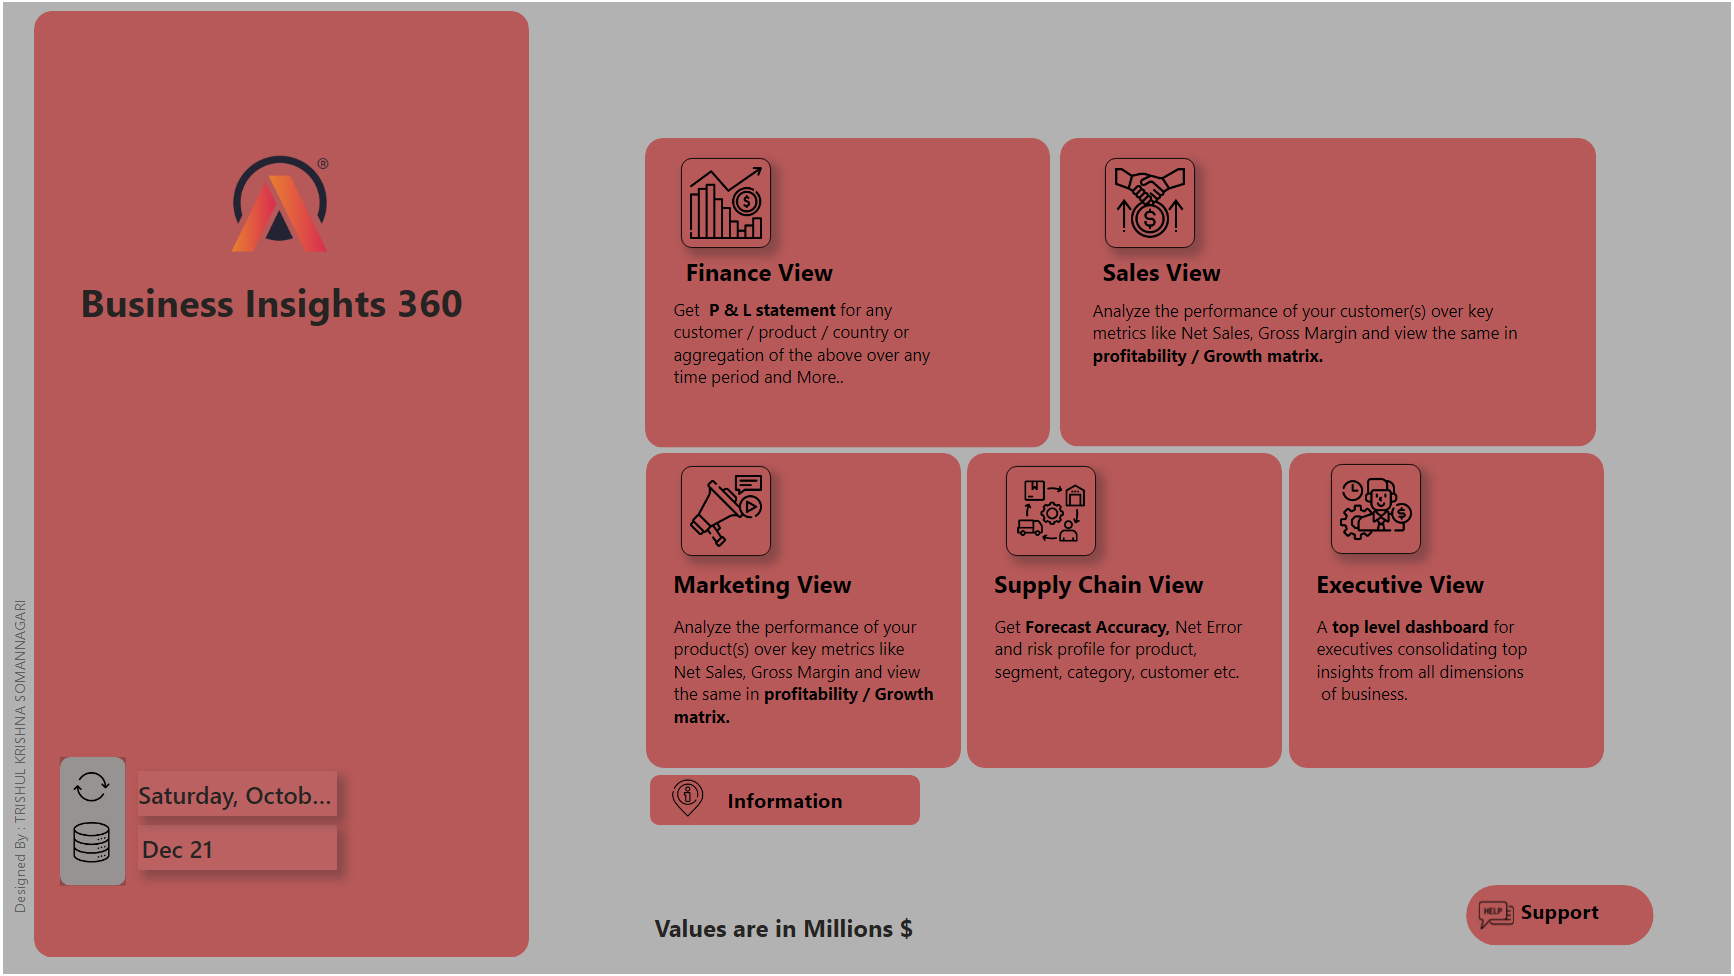 ®
Business Insights 360
Saturday, Octob...
Dec 21
Designed By : TRISHUL KRISHNA SOMANNAGARI
Finance View
Get P & L statement for any
customer / product / country or
aggregation of the above over any
time period and More..
Sales View
Analyze the performance of your customer(s) over key
metrics like Net Sales, Gross Margin and view the same in
profitability / Growth matrix.
Marketing View
Analyze the performance of your
product(s) over key metrics like
Net Sales, Gross Margin and view
the same in profitability / Growth
matrix.
Supply Chain View
Get Forecast Accuracy, Net Error
and risk profile for product,
segment, category, customer etc.
Executive View
A top level dashboard for
executives consolidating top
insights from all dimensions
of business.
Information
Values are in Millions $
HELP
Support